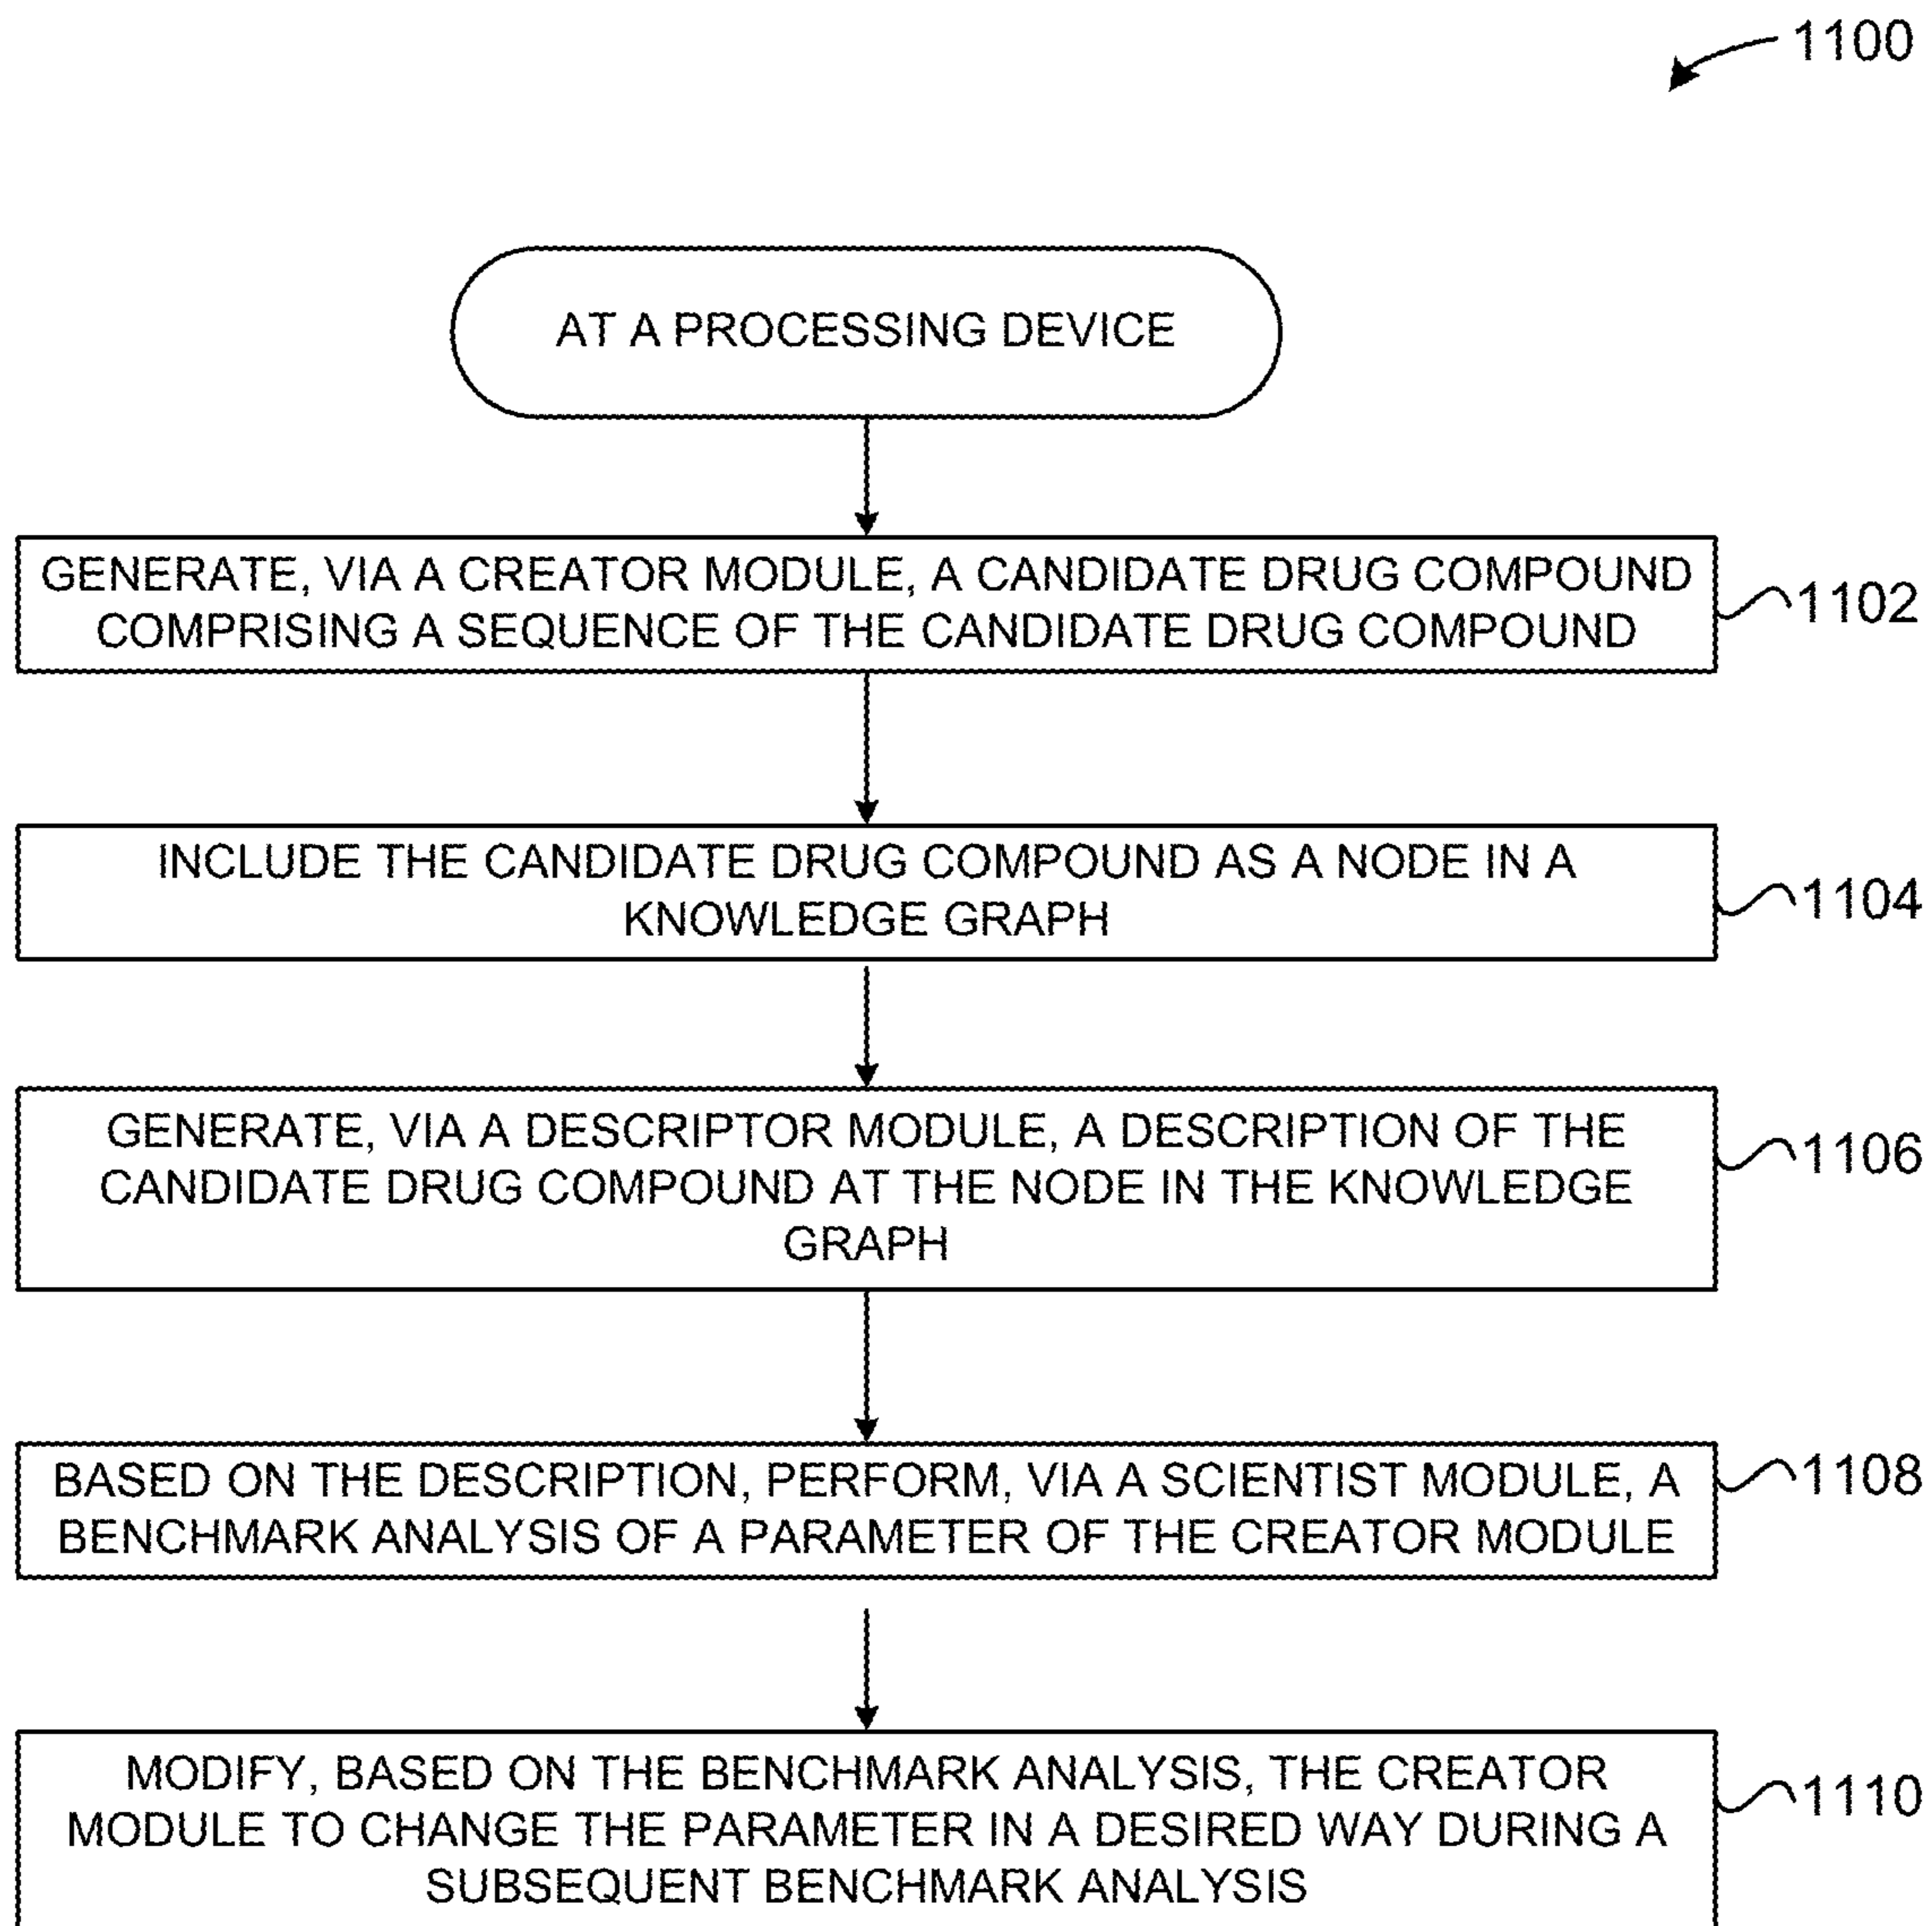 1100
AT A PROCESSING DEVICE
GENERATE, VIA A CREATOR MODULE, A CANDIDATE DRUG COMPOUND
COMPRISING A SEQUENCE OF THE CANDIDATE DRUG COMPOUND
1102
INCLUDE THE CANDIDATE DRUG COMPOUND AS A NODE IN A
KNOWLEDGE GRAPH
1104
GENERATE, VIA A DESCRIPTOR MODULE, A DESCRIPTION OF THE
CANDIDATE DRUG COMPOUND AT THE NODE IN THE KNOWLEDGE
GRAPH
1106
BASED ON THE DESCRIPTION, PERFORM, VIA A SCIENTIST MODULE, A
BENCHMARK ANALYSIS OF A PARAMETER OF THE CREATOR MODULE
1108
MODIFY, BASED ON THE BENCHMARK ANALYSIS, THE CREATOR
MODULE TO CHANGE THE PARAMETER IN A DESIRED WAY DURING A
SUBSEQUENT BENCHMARK ANALYSIS
1110